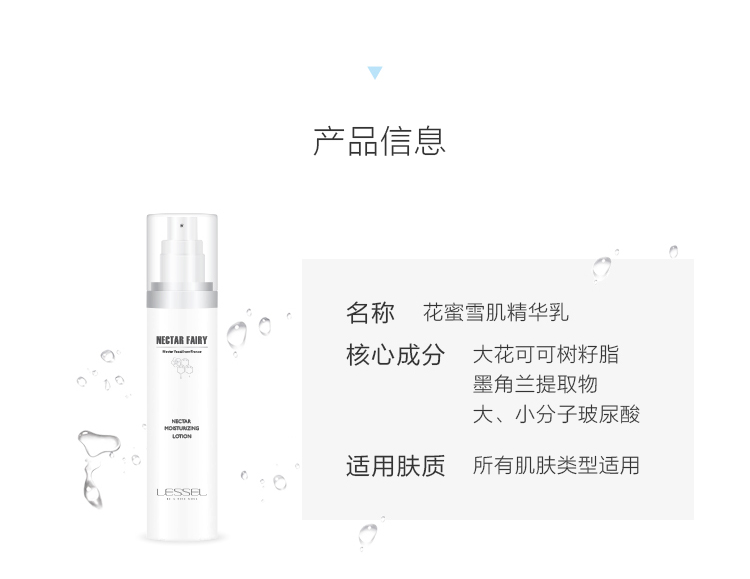 产品信息
NECTAR FAIRY
NECTAR
MOISTURIZING
LOTION
LESSEL
名称 花蜜雪肌精华乳
核心成分 大花可可树籽脂
墨角兰提取物
大、小分子玻尿酸
适用肤质 所有肌肤类型适用